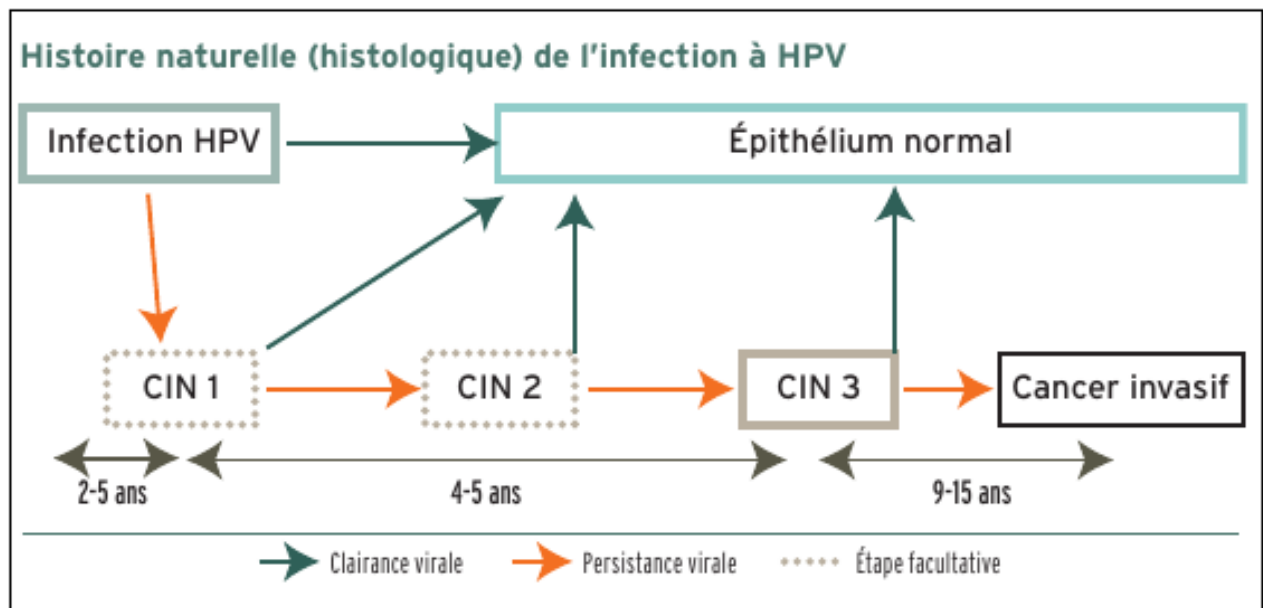 Histoire naturelle (histologique) de l'infection à HPV
Infection HPV
Épithélium normal
CIN 1
CIN 2
CIN 3
Cancer invasif
2-5 ans
4-5 ans
9-15 ans
Clairance virale
Persistance virale
Étape facultative